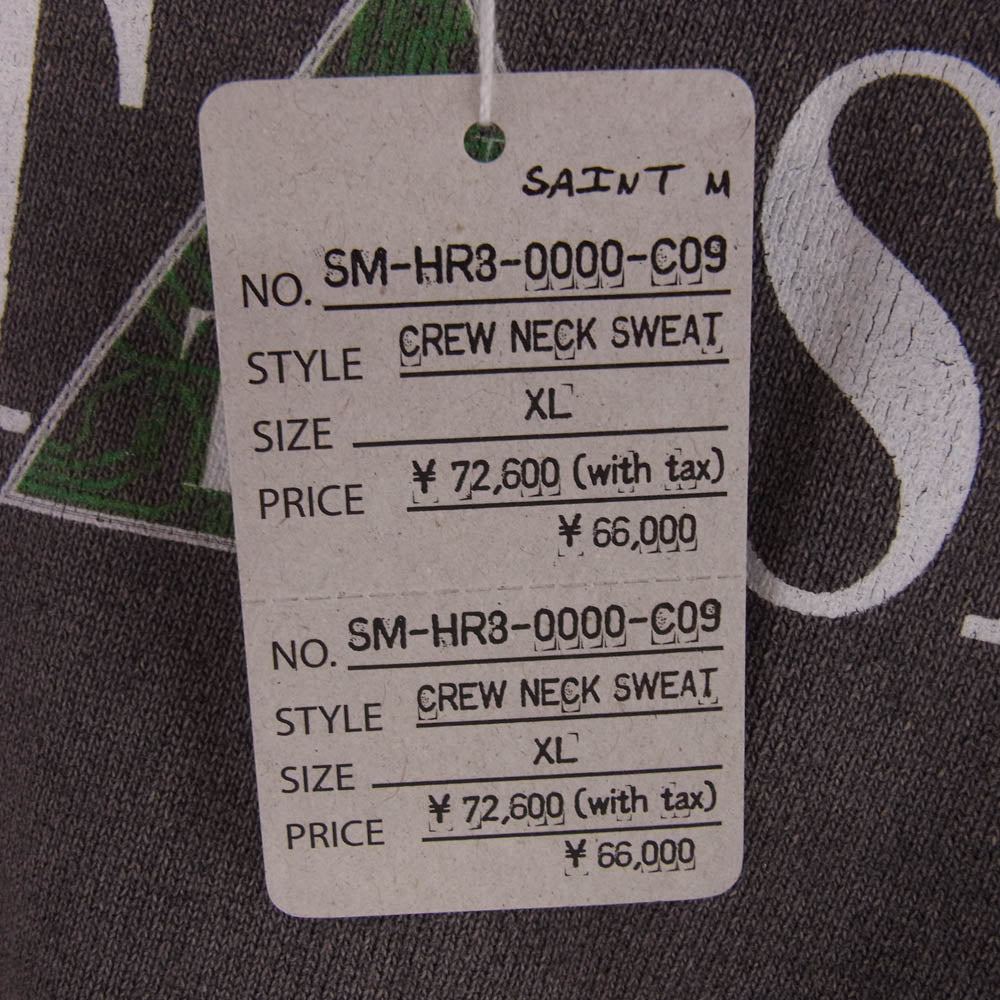 SAINT M
NO. SM-HR3-0000-C09
STYLE CREW NECK SWEAT
SIZE XL
PRICE ¥ 72,600 (with tax)
¥ 66,000
NO. SM-HR3-0000-C09
STYLE CREW NECK SWEAT
SIZE XL
PRICE ¥ 72,600 (with tax)
¥ 66,000
S